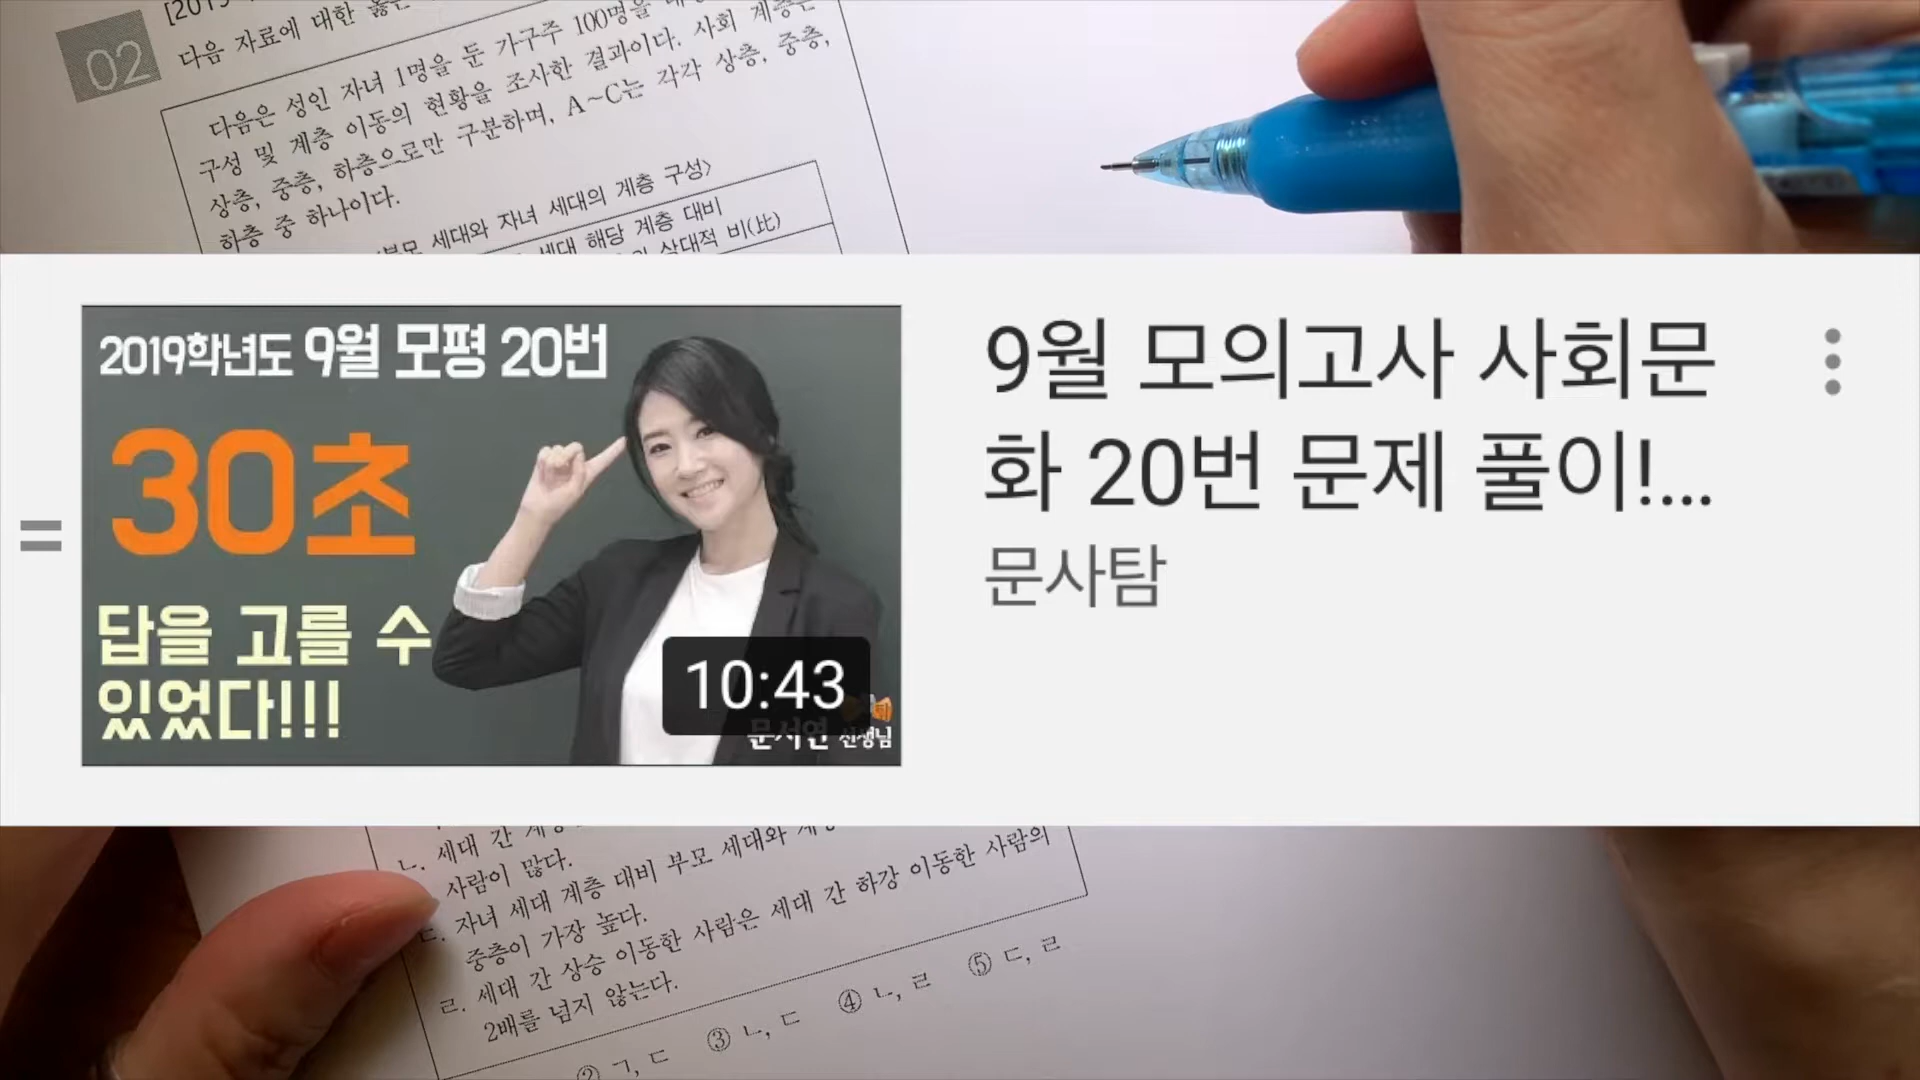 02
다음 자료에 대한 옳은
다음은 성인 자녀 1명을 둔 가구주 100명을
구성 및 계층 이동의 현황을 조사한 결과이다. 사회 계층은
상층, 중층, 하층으로만 구분하며, A~C는 각각 상층, 중층,
하층 중 하나이다.
부모 세대와 자녀 세대의 계층 구성〉
세대 해당 계층 대비
상대적 비(比)
2019학년도 9월 모평 20번
30초
답을 고를 수
있었다!!!
10:43
문서연 선생님
9월 모의고사 사회문
화 20번 문제 풀이!...
문사탐
ㄴ. 세대 간
사람이 많다.
ㄷ. 자녀 세대 계층 대비 부모 세대와
중층이 가장 높다.
ㄹ. 세대 간 상승 이동한 사람은 세대 간 하강 이동한 사람의
2배를 넘지 않는다.
② ㄱ, ㄷ ③ ㄴ, ㄷ ④ ㄴ, ㄹ ⑤ ㄷ, ㄹ